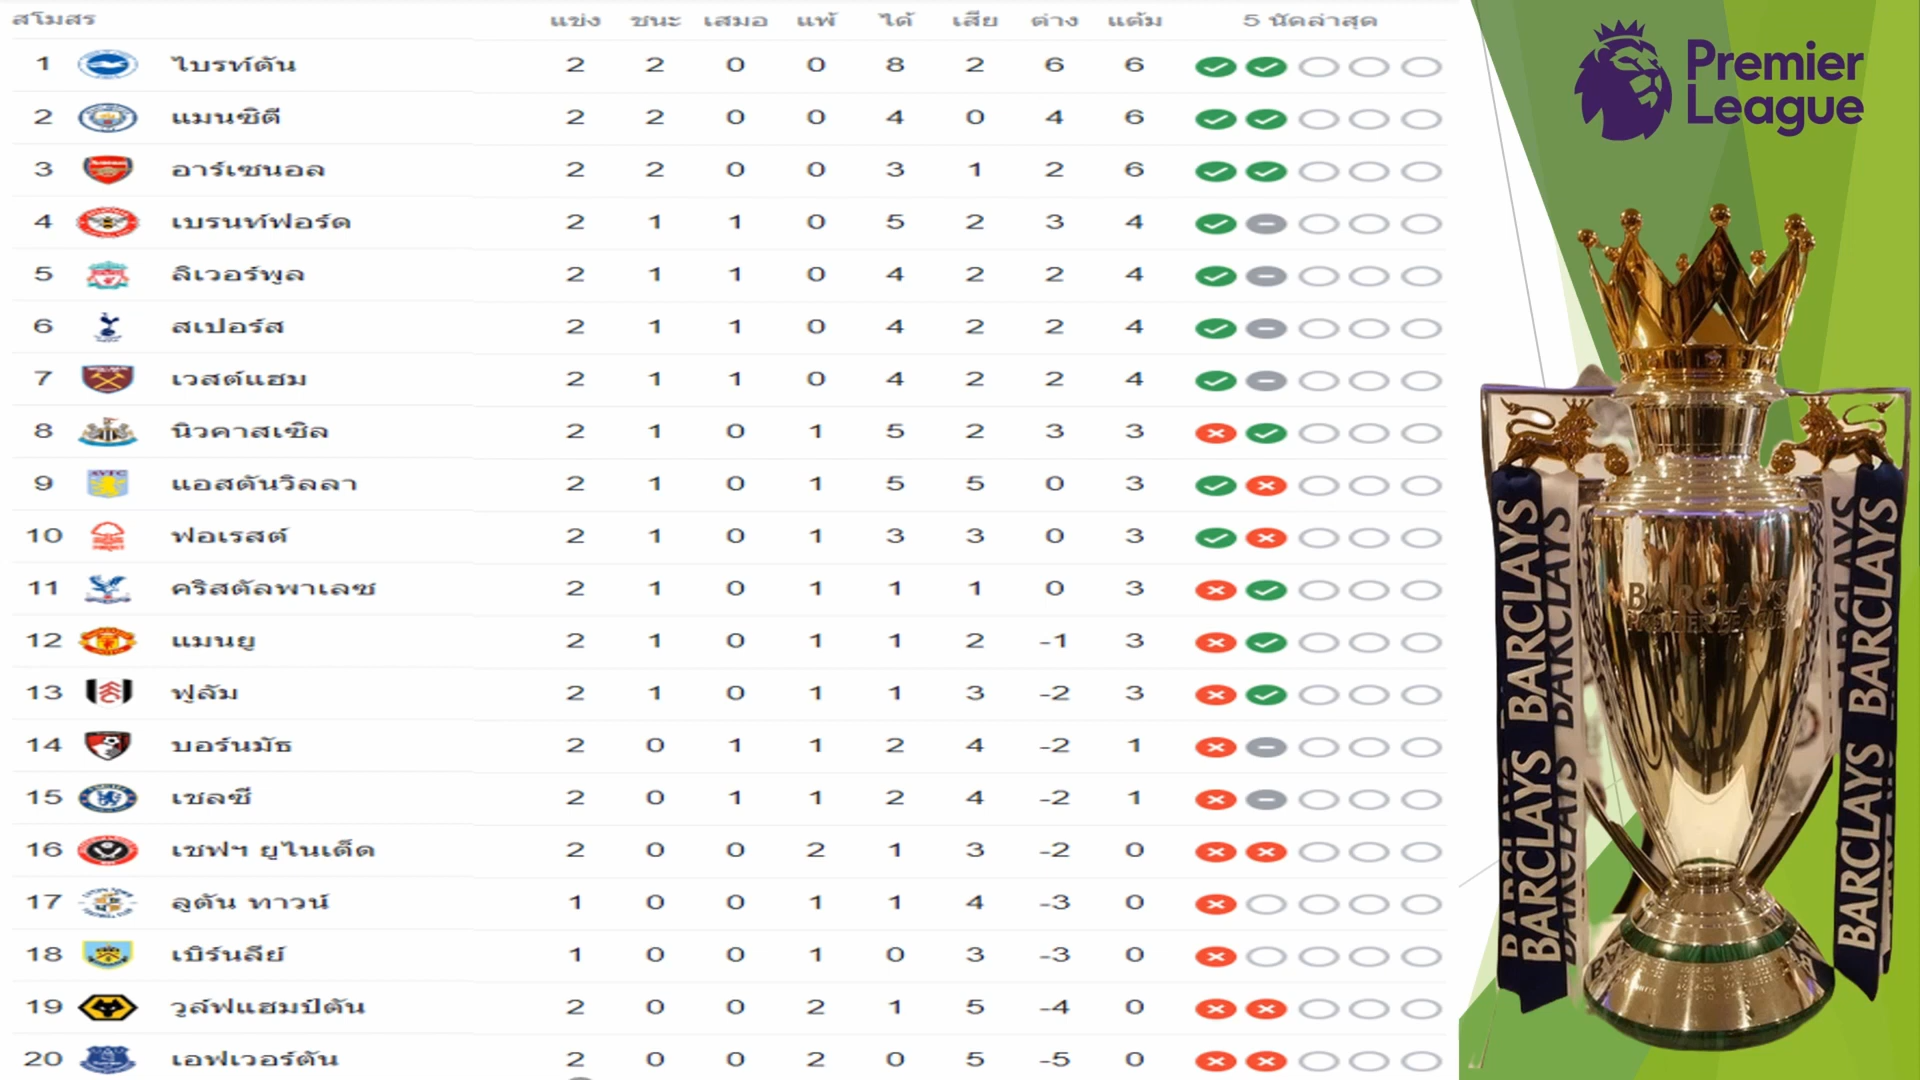 สโมสร แข่ง ชนะ เสมอ แพ้ ได้ เสีย ต่าง แต้ม 5 นัดล่าสุด
1 ไบรท์ตัน 2 2 0 0 8 2 6 6
2 แมนซิตี 2 2 0 0 4 0 4 6
3 อาร์เซนอล 2 2 0 0 3 1 2 6
4 เบรนท์ฟอร์ด 2 1 1 0 5 2 3 4
5 ลิเวอร์พูล 2 1 1 0 4 2 2 4
6 สเปอร์ส 2 1 1 0 4 2 2 4
7 เวสต์แฮม 2 1 1 0 4 2 2 4
8 นิวคาสเซิล 2 1 0 1 5 2 3 3
9 แอสตันวิลลา 2 1 0 1 5 5 0 3
10 ฟอเรสต์ 2 1 0 1 3 3 0 3
11 คริสตัลพาเลซ 2 1 0 1 1 1 0 3
12 แมนยู 2 1 0 1 1 2 -1 3
13 ฟูลัม 2 1 0 1 1 3 -2 3
14 บอร์นมัธ 2 0 1 1 2 4 -2 1
15 เชลซี 2 0 1 1 2 4 -2 1
16 เชฟฯ ยูไนเต็ด 2 0 0 2 1 3 -2 0
17 ลูตัน ทาวน์ 1 0 0 1 1 4 -3 0
18 เบิร์นลีย์ 1 0 0 1 0 3 -3 0
19 วูล์ฟแฮมป์ตัน 2 0 0 2 1 5 -4 0
20 เอฟเวอร์ตัน 2 0 0 2 0 5 -5 0
Premier
League
BARCLAYS
PREMIER LEAGUE
BARCLAYS BARCLAYS
BARCLAYS BARCLAYS
BARCLAYS BARCLAYS